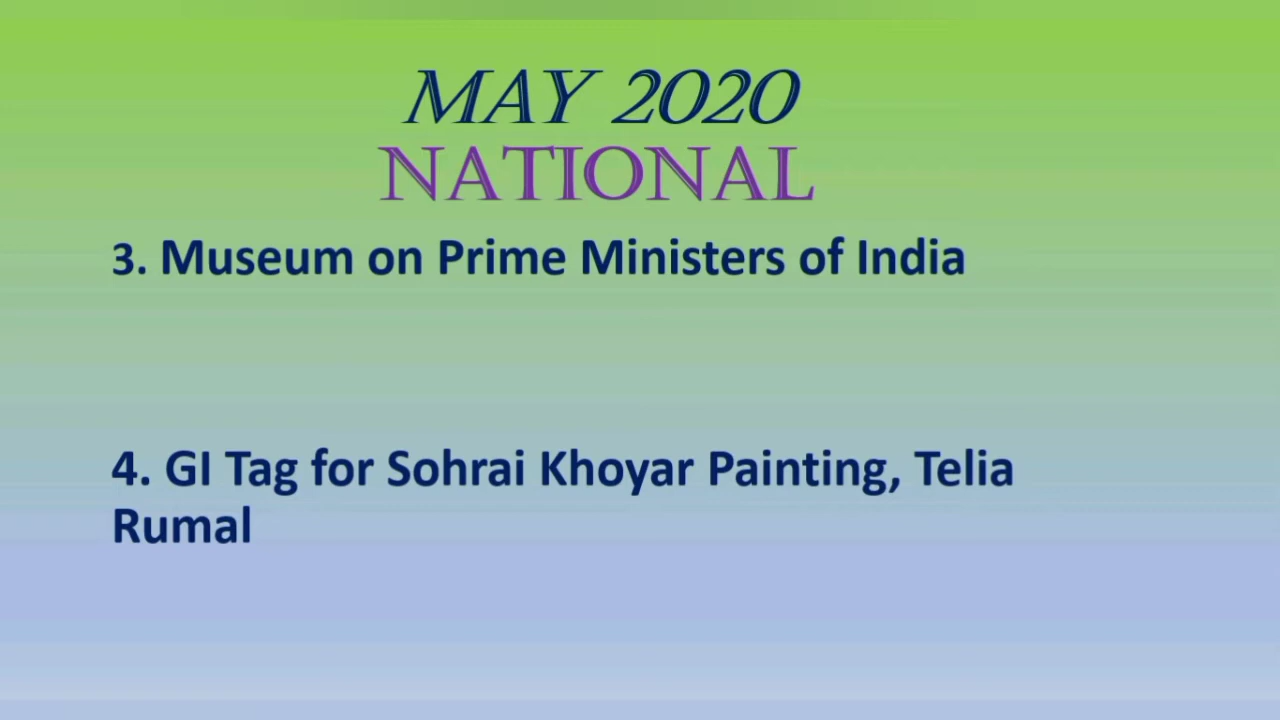 MAY 2020
NATIONAL
3. Museum on Prime Ministers of India
4. GI Tag for Sohrai Khoyar Painting, Telia
Rumal